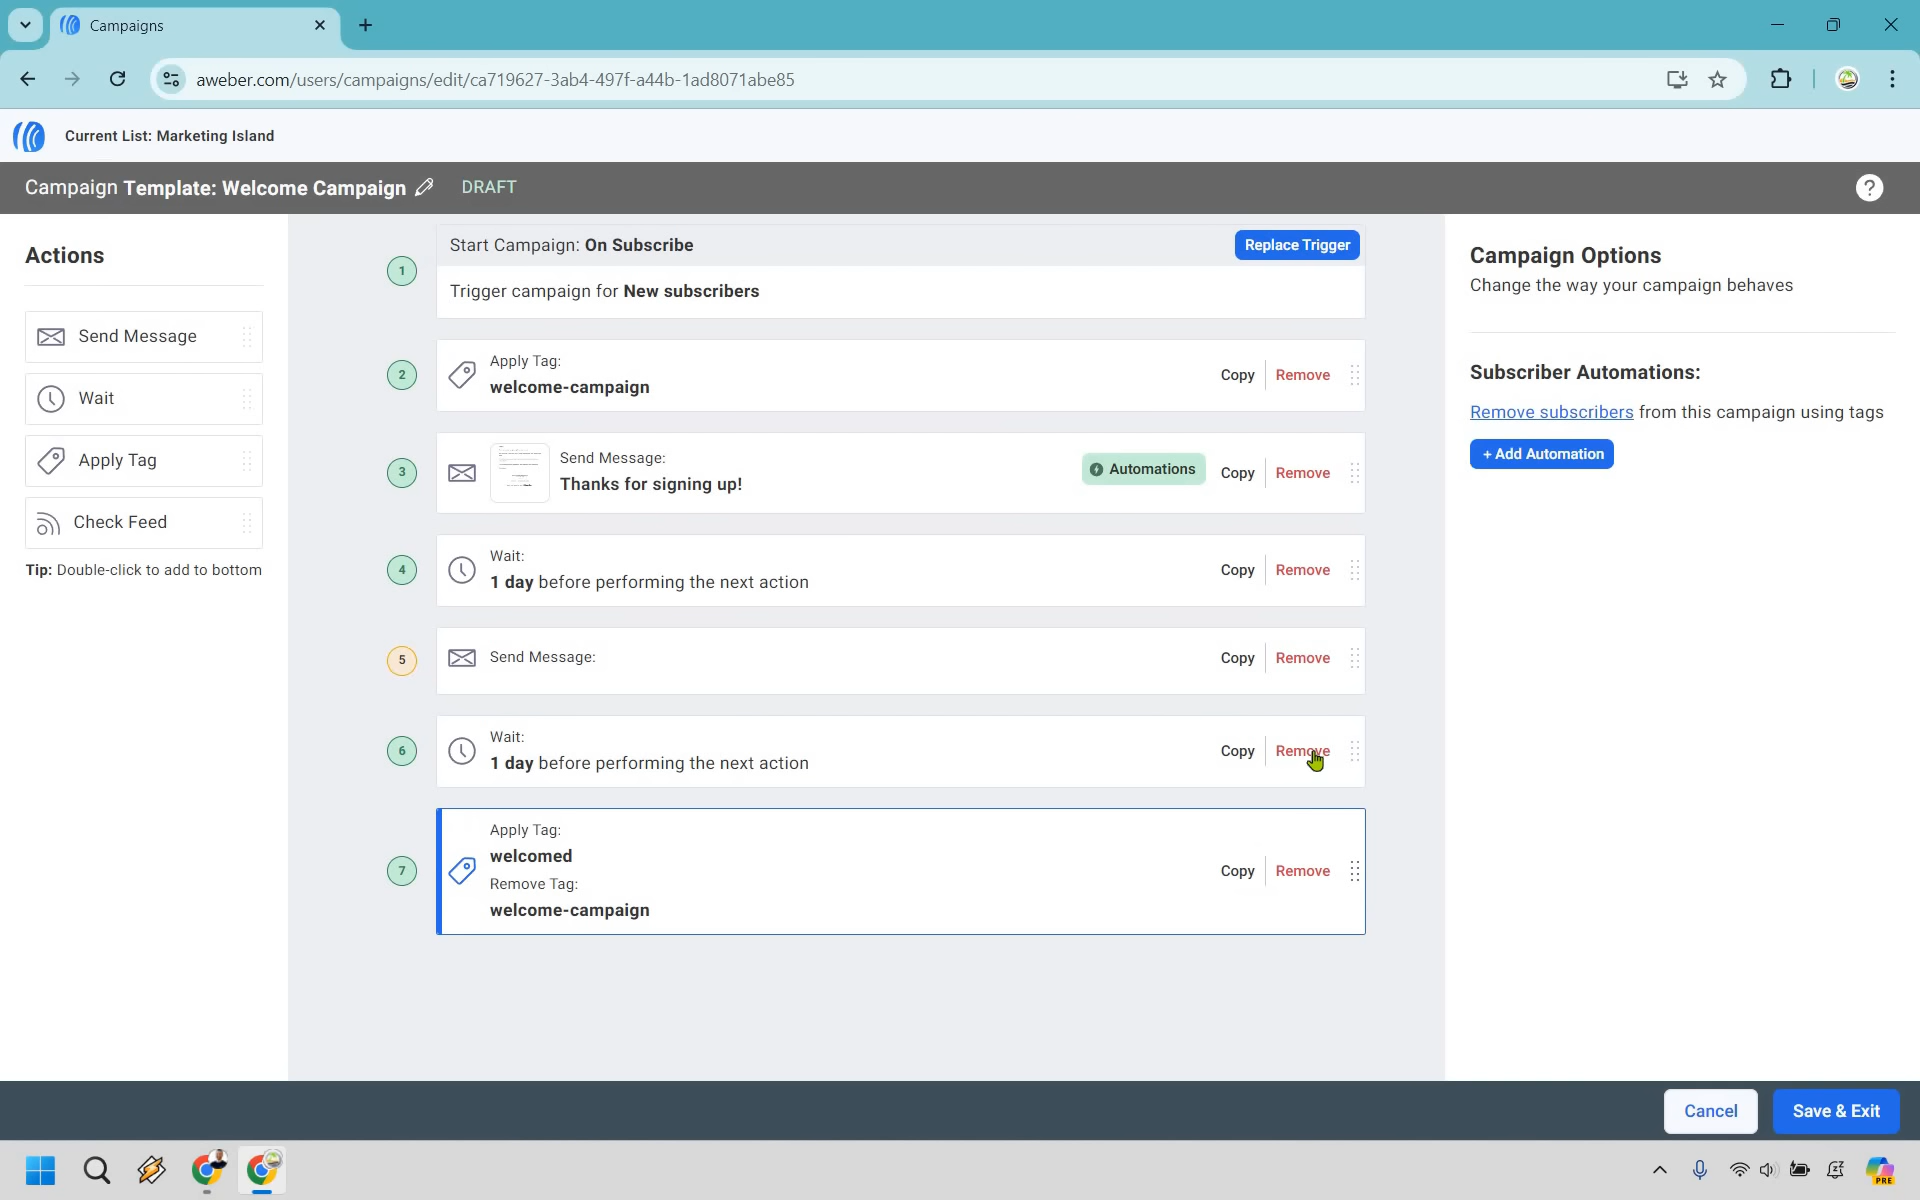 Campaigns
aweber.com/users/campaigns/edit/ca719627-3ab4-497f-a44b-1ad8071abe85
Current List: Marketing Island
Campaign Template: Welcome Campaign DRAFT
?
Actions
Send Message
Wait
Apply Tag
Check Feed
Tip: Double-click to add to bottom
1
Start Campaign: On Subscribe
Replace Trigger
Trigger campaign for New subscribers
2
Apply Tag:
welcome-campaign
Copy Remove
3
Send Message:
Thanks for signing up!
Automations Copy Remove
4
Wait:
1 day before performing the next action
Copy Remove
5
Send Message:
Copy Remove
6
Wait:
1 day before performing the next action
Copy Remove
7
Apply Tag:
welcomed
Remove Tag:
welcome-campaign
Copy Remove
Campaign Options
Change the way your campaign behaves
Subscriber Automations:
Remove subscribers from this campaign using tags
+ Add Automation
Cancel Save & Exit
PRE